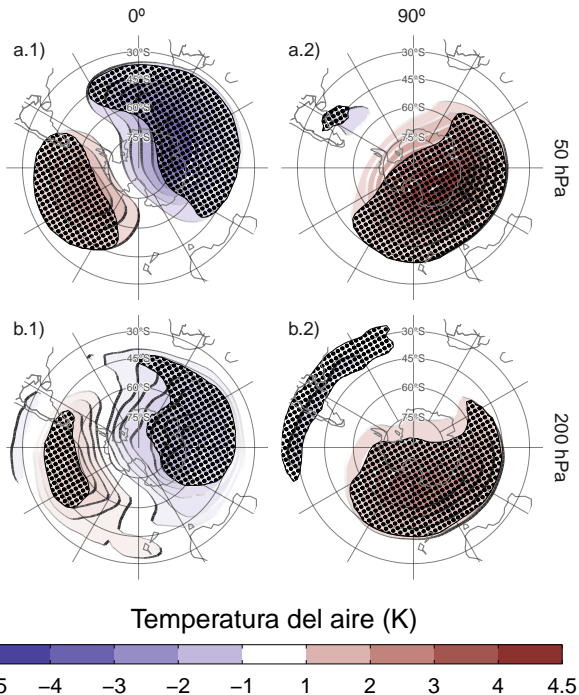 0º 90º
a.1) a.2)
30°S 30°S
45°S 45°S
60°S 60°S
75°S 75°S
50 hPa
b.1) b.2)
30°S 30°S
45°S 45°S
60°S 60°S
75°S 75°S
200 hPa
Temperatura del aire (K)
5 −4 −3 −2 −1 1 2 3 4 4.5